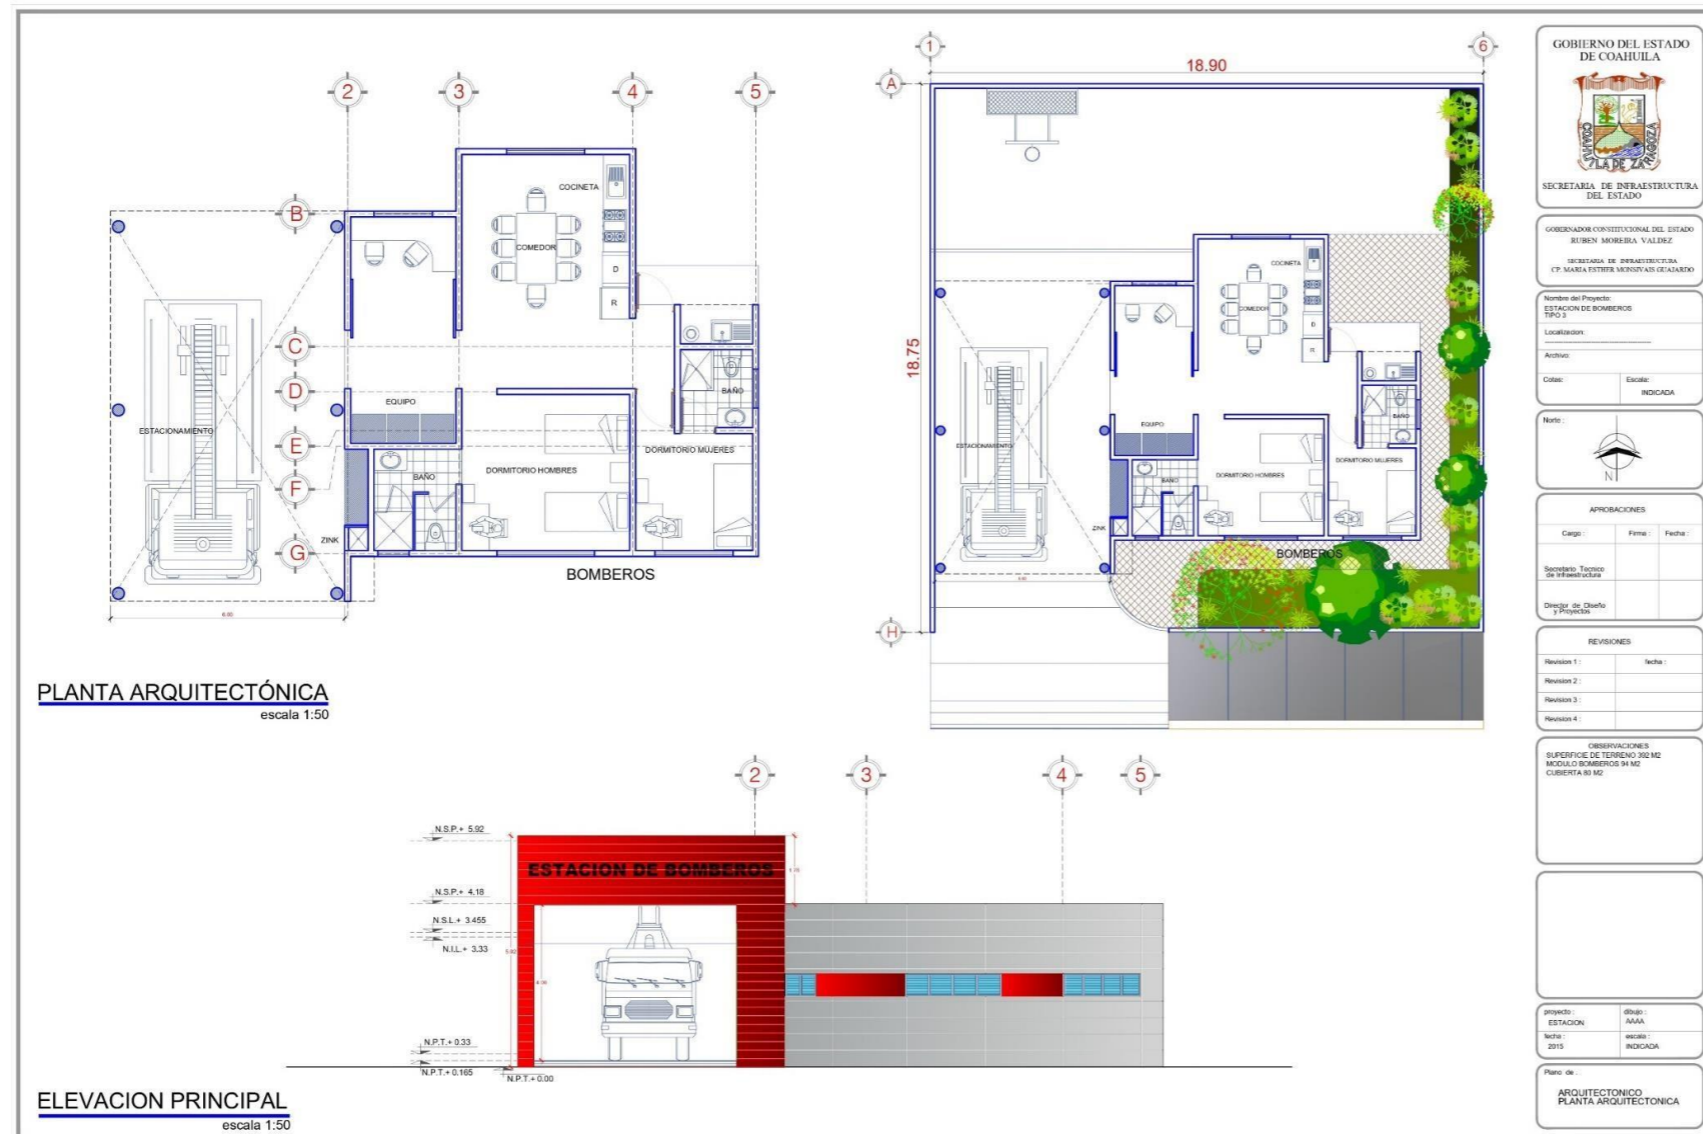 2
3
4
5
B
C
D
E
F
G
COCINETA
COMEDOR
D
R
ESTACIONAMIENTO
EQUIPO
BAÑO
BAÑO
DORMITORIO HOMBRES
DORMITORIO MUJERES
ZINK
BOMBEROS
PLANTA ARQUITECTÓNICA
escala 1:50
1
6
18.90
A
18.75
H
COCINETA
COMEDOR
D
R
ESTACIONAMIENTO
EQUIPO
BAÑO
BAÑO
DORMITORIO HOMBRES
DORMITORIO MUJERES
ZINK
BOMBEROS
2
3
4
5
N.S.P.+ 5.92
N.S.P.+ 4.18
N.S.L.+ 3.455
N.I.L.+ 3.33
N.P.T.+ 0.33
N.P.T.+ 0.165
N.P.T.+ 0.00
ESTACION DE BOMBEROS
ELEVACION PRINCIPAL
escala 1:50
GOBIERNO DEL ESTADO
DE COAHUILA
COAHUILA DE ZARAGOZA
SECRETARIA DE INFRAESTRUCTURA
DEL ESTADO
GOBERNADOR CONSTITUCIONAL DEL ESTADO
RUBEN MOREIRA VALDEZ
SECRETARIA DE INFRAESTRUCTURA
CP. MARIA ESTHER MONSIVAIS GUAJARDO
Nombre del Proyecto:
ESTACION DE BOMBEROS
TIPO 3
Localizacion:
Archivo:
Cotas:
Escala:
INDICADA
Norte :
N
APROBACIONES
Cargo : Firma : Fecha :
Secretario Tecnico
de Infraestructura
Director de Diseño
y Proyectos
REVISIONES
Revision 1 : fecha :
Revision 2 :
Revision 3 :
Revision 4 :
OBSERVACIONES
SUPERFICIE DE TERRENO 392 M2
MODULO BOMBEROS 94 M2
CUBIERTA 80 M2
proyecto : dibujo :
ESTACION AAAA
fecha : escala :
2015 INDICADA
Plano de :
ARQUITECTONICO
PLANTA ARQUITECTONICA